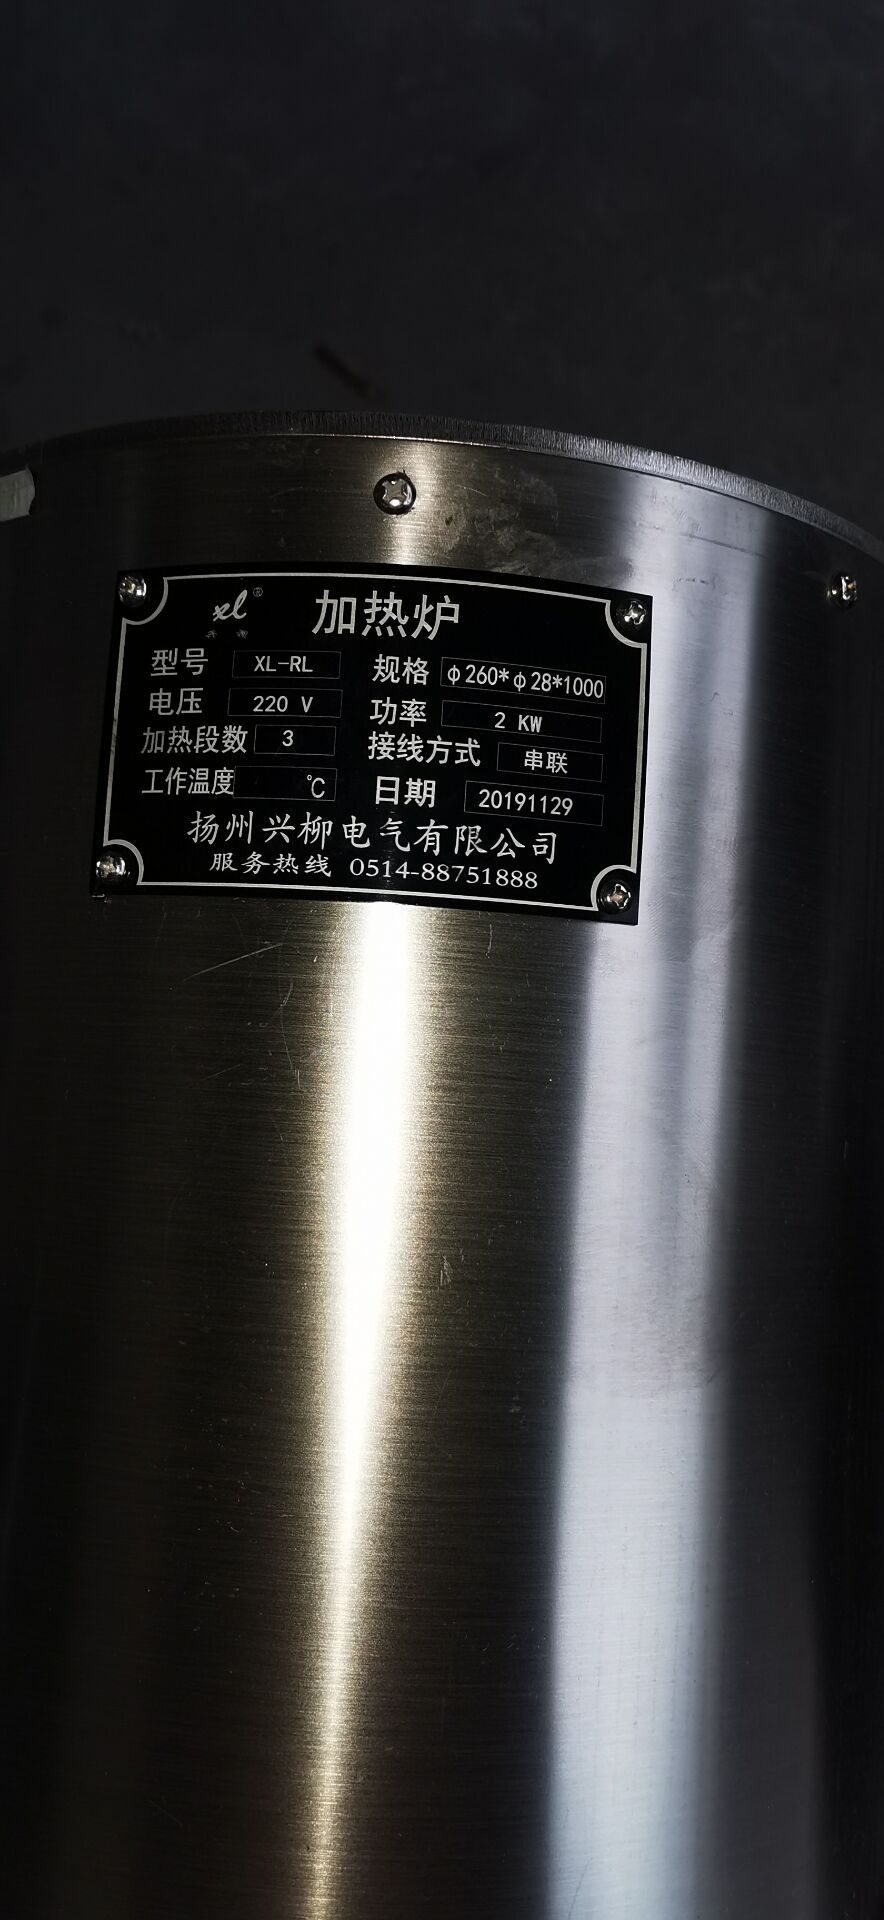 xl® 加热炉
兴柳
型号 XL-RL 规格 φ260*φ28*1000
电压 220 V 功率 2 KW
加热段数 3 接线方式 串联
工作温度 ℃ 日期 20191129
扬州兴柳电气有限公司
服务热线 0514-88751888